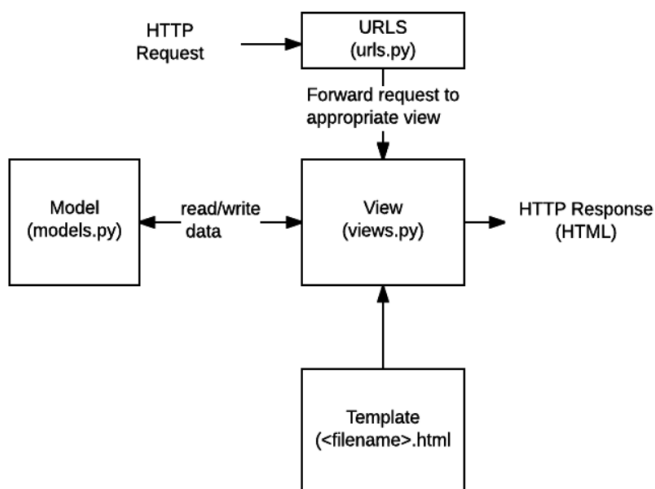 HTTP
Request
URLS
(urls.py)
Forward request to
appropriate view
Model
(models.py)
read/write
data
View
(views.py)
HTTP Response
(HTML)
Template
(<filename>.html